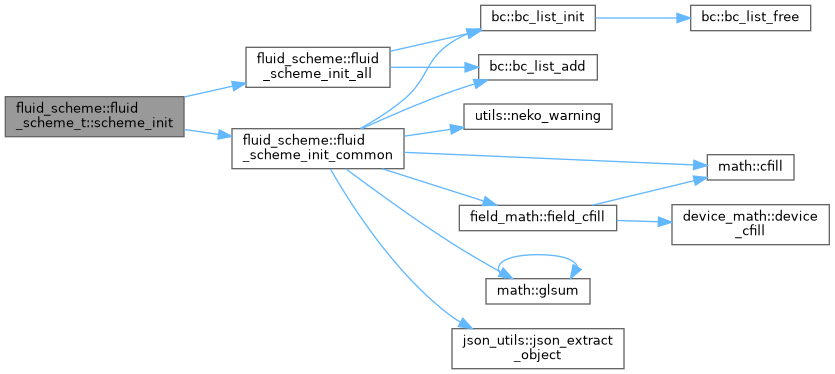 fluid_scheme::fluid
_scheme_t::scheme_init
fluid_scheme::fluid
_scheme_init_all
fluid_scheme::fluid
_scheme_init_common
bc::bc_list_init
bc::bc_list_free
bc::bc_list_add
utils::neko_warning
math::cfill
field_math::field_cfill
device_math::device
_cfill
math::glsum
json_utils::json_extract
_object